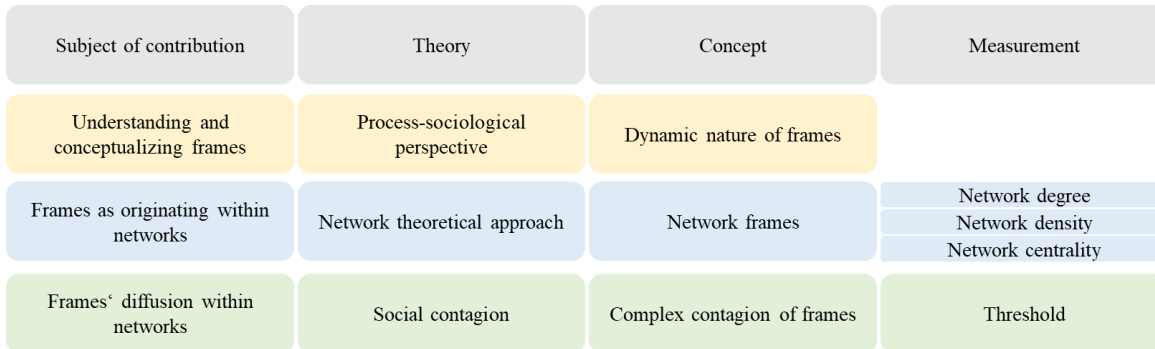 Subject of contribution
Theory
Concept
Measurement
Understanding and
conceptualizing frames
Process-sociological
perspective
Dynamic nature of frames
Frames as originating within
networks
Network theoretical approach
Network frames
Network degree
Network density
Network centrality
Frames‘ diffusion within
networks
Social contagion
Complex contagion of frames
Threshold